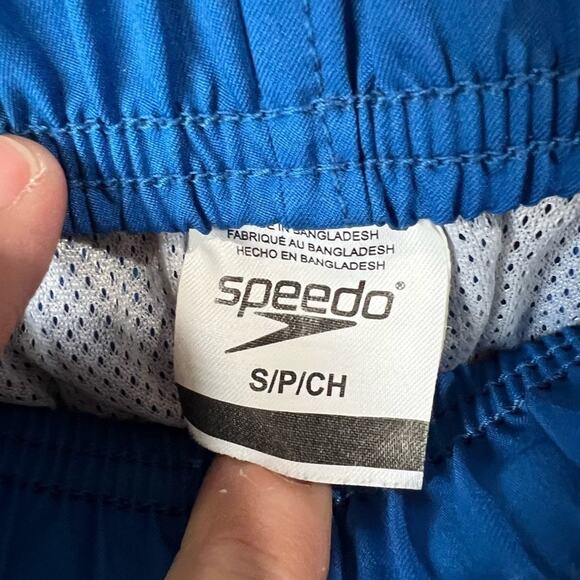 IN BANGLADESH
FABRIQUÉ AU BANGLADESH
HECHO EN BANGLADESH
speedo®
S/P/CH